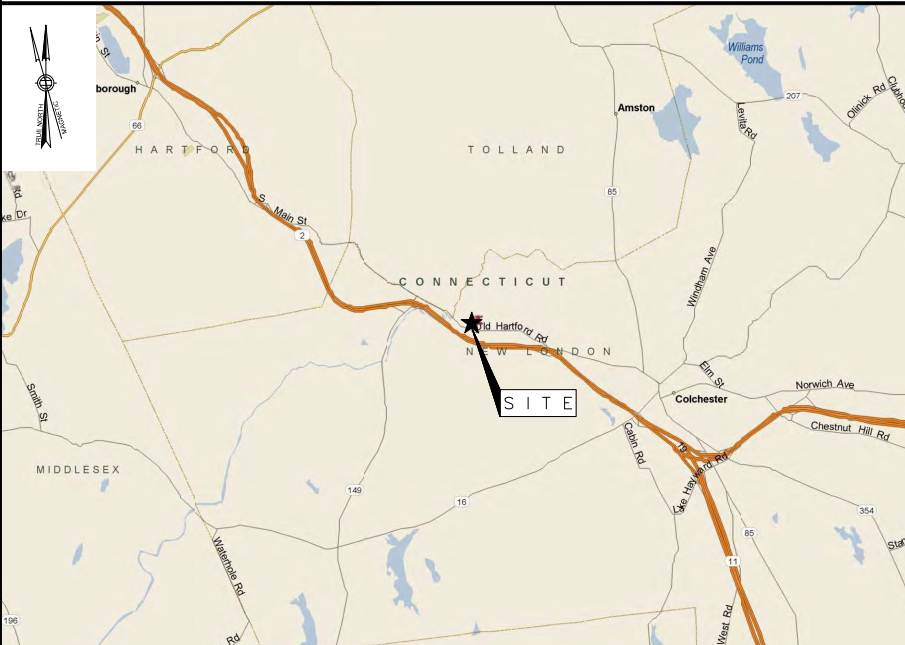 TRUE NORTH
MAGNETIC
borough
66
HARTFORD
TOLLAND
Amston
Williams
Pond
207
Levita Rd
Olinick Rd
85
S Main St
2
Windham Ave
CONNECTICUT
ld Hartford Rd
NEW LONDON
SITE
Elm St
Colchester
Norwich Ave
Chestnut Hill Rd
Smith St
Cabin Rd
19
Lake Hayward Rd
MIDDLESEX
149
16
354
85
11
Waterhole Rd
196
Rd
West Rd